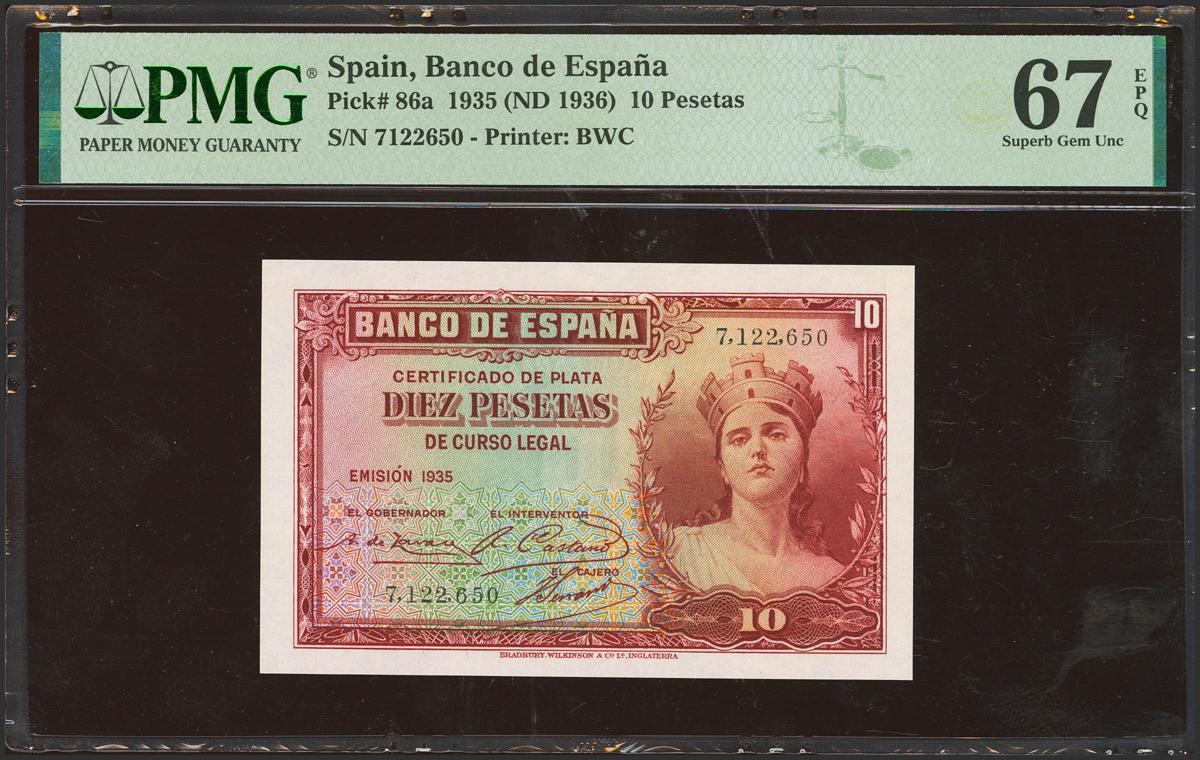 PMG®
PAPER MONEY GUARANTY
Spain, Banco de España
Pick# 86a 1935 (ND 1936) 10 Pesetas
S/N 7122650 - Printer: BWC
67
EPQ
Superb Gem Unc
10
BANCO DE ESPAÑA
7,122,650
CERTIFICADO DE PLATA
DIEZ PESETAS
DE CURSO LEGAL
EMISIÓN 1935
EL GOBERNADOR EL INTERVENTOR
EL CAJERO
7,122,650
10
BRADBURY, WILKINSON & Cº Lº, INGLATERRA